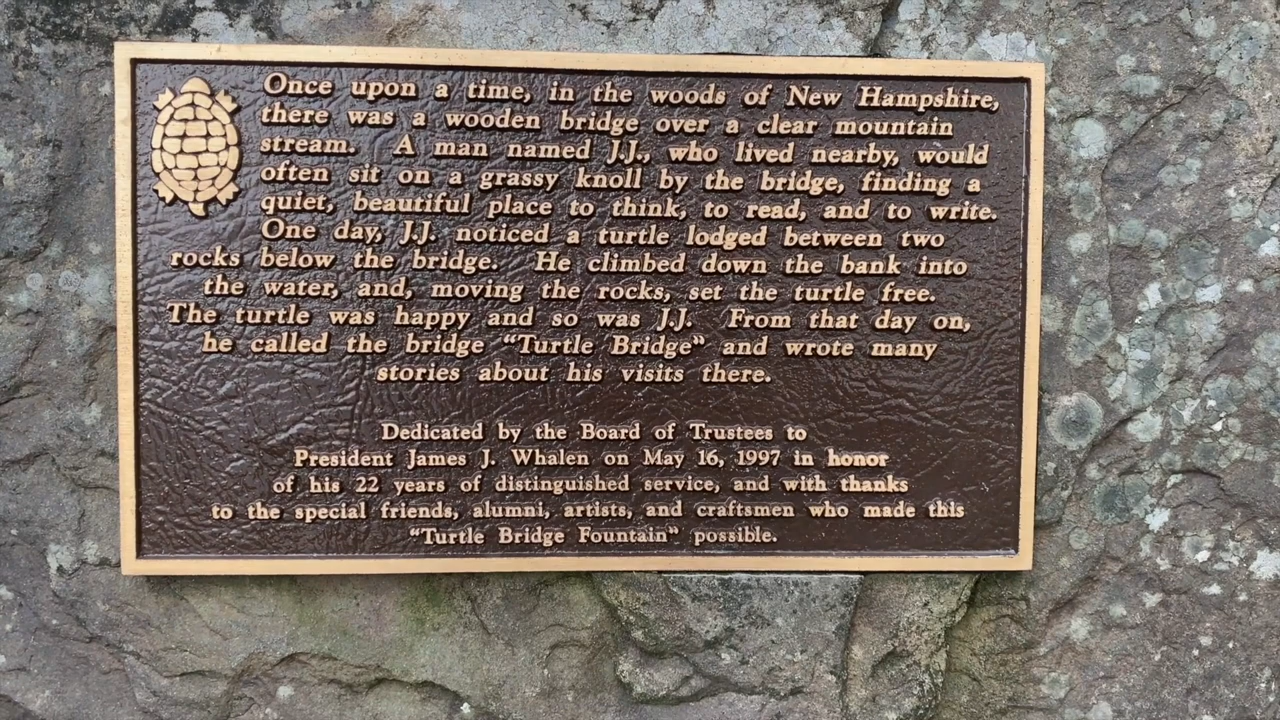 Once upon a time, in the woods of New Hampshire,
there was a wooden bridge over a clear mountain
stream. A man named J.J., who lived nearby, would
often sit on a grassy knoll by the bridge, finding a
quiet, beautiful place to think, to read, and to write.
One day, J.J. noticed a turtle lodged between two
rocks below the bridge. He climbed down the bank into
the water, and, moving the rocks, set the turtle free.
The turtle was happy and so was J.J. From that day on,
he called the bridge “Turtle Bridge” and wrote many
stories about his visits there.
Dedicated by the Board of Trustees to
President James J. Whalen on May 16, 1997 in honor
of his 22 years of distinguished service, and with thanks
to the special friends, alumni, artists, and craftsmen who made this
“Turtle Bridge Fountain” possible.